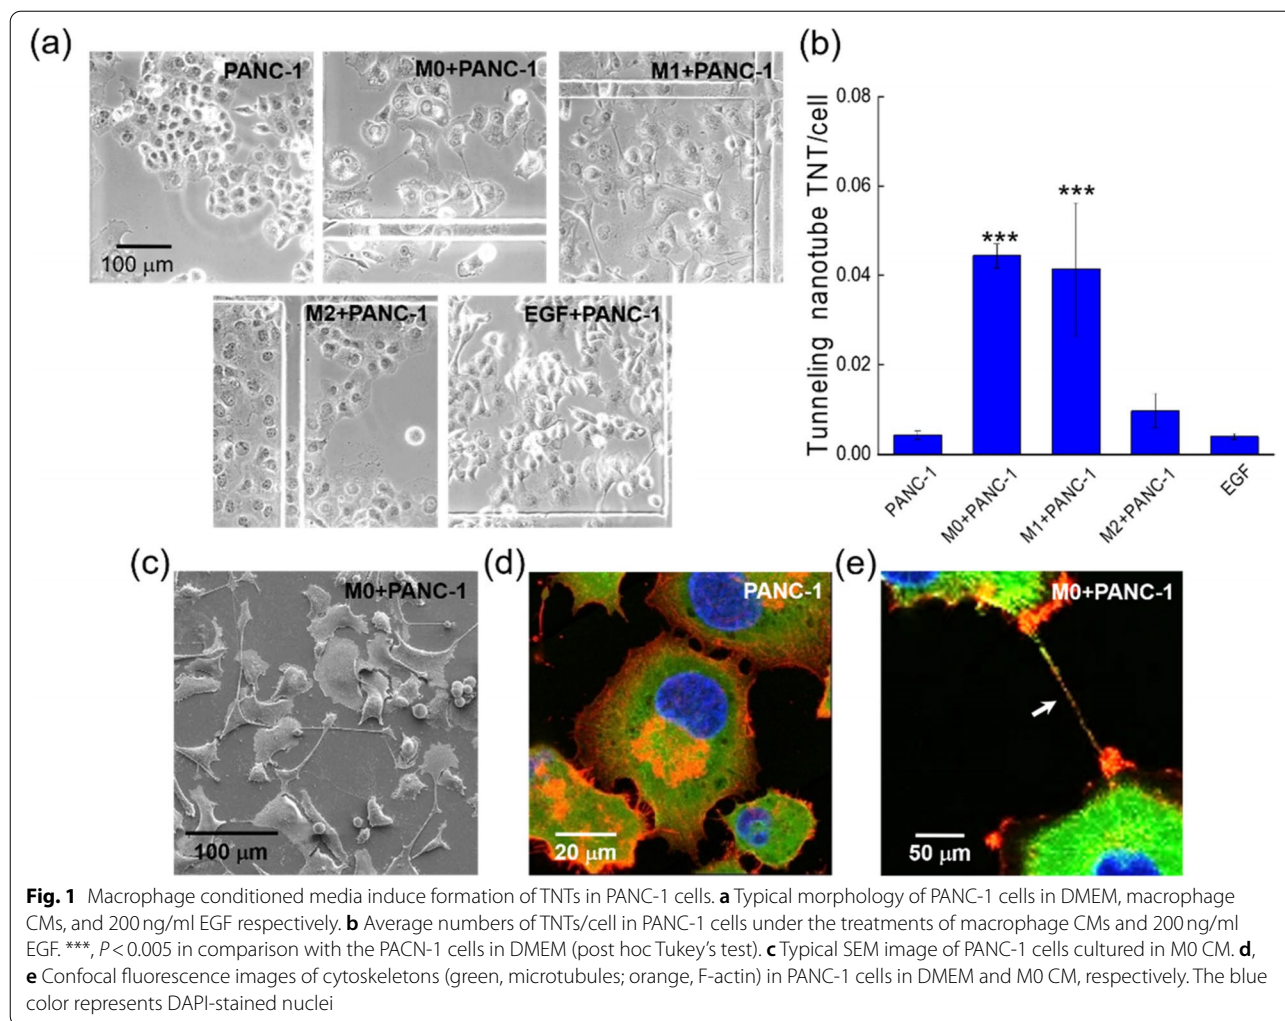 (a)
PANC-1
M0+PANC-1
M1+PANC-1
100 μm
M2+PANC-1
EGF+PANC-1
(b)
Tunneling nanotube TNT/cell
0.08
0.06
0.04
0.02
0.00
***
***
PANC-1
M0+PANC-1
M1+PANC-1
M2+PANC-1
EGF
(c)
M0+PANC-1
100 μm
(d)
PANC-1
20 μm
(e)
M0+PANC-1
50 μm
Fig. 1 Macrophage conditioned media induce formation of TNTs in PANC-1 cells. a Typical morphology of PANC-1 cells in DMEM, macrophage
CMs, and 200 ng/ml EGF respectively. b Average numbers of TNTs/cell in PANC-1 cells under the treatments of macrophage CMs and 200 ng/ml
EGF. ***, P < 0.005 in comparison with the PACN-1 cells in DMEM (post hoc Tukey's test). c Typical SEM image of PANC-1 cells cultured in M0 CM. d,
e Confocal fluorescence images of cytoskeletons (green, microtubules; orange, F-actin) in PANC-1 cells in DMEM and M0 CM, respectively. The blue
color represents DAPI-stained nuclei